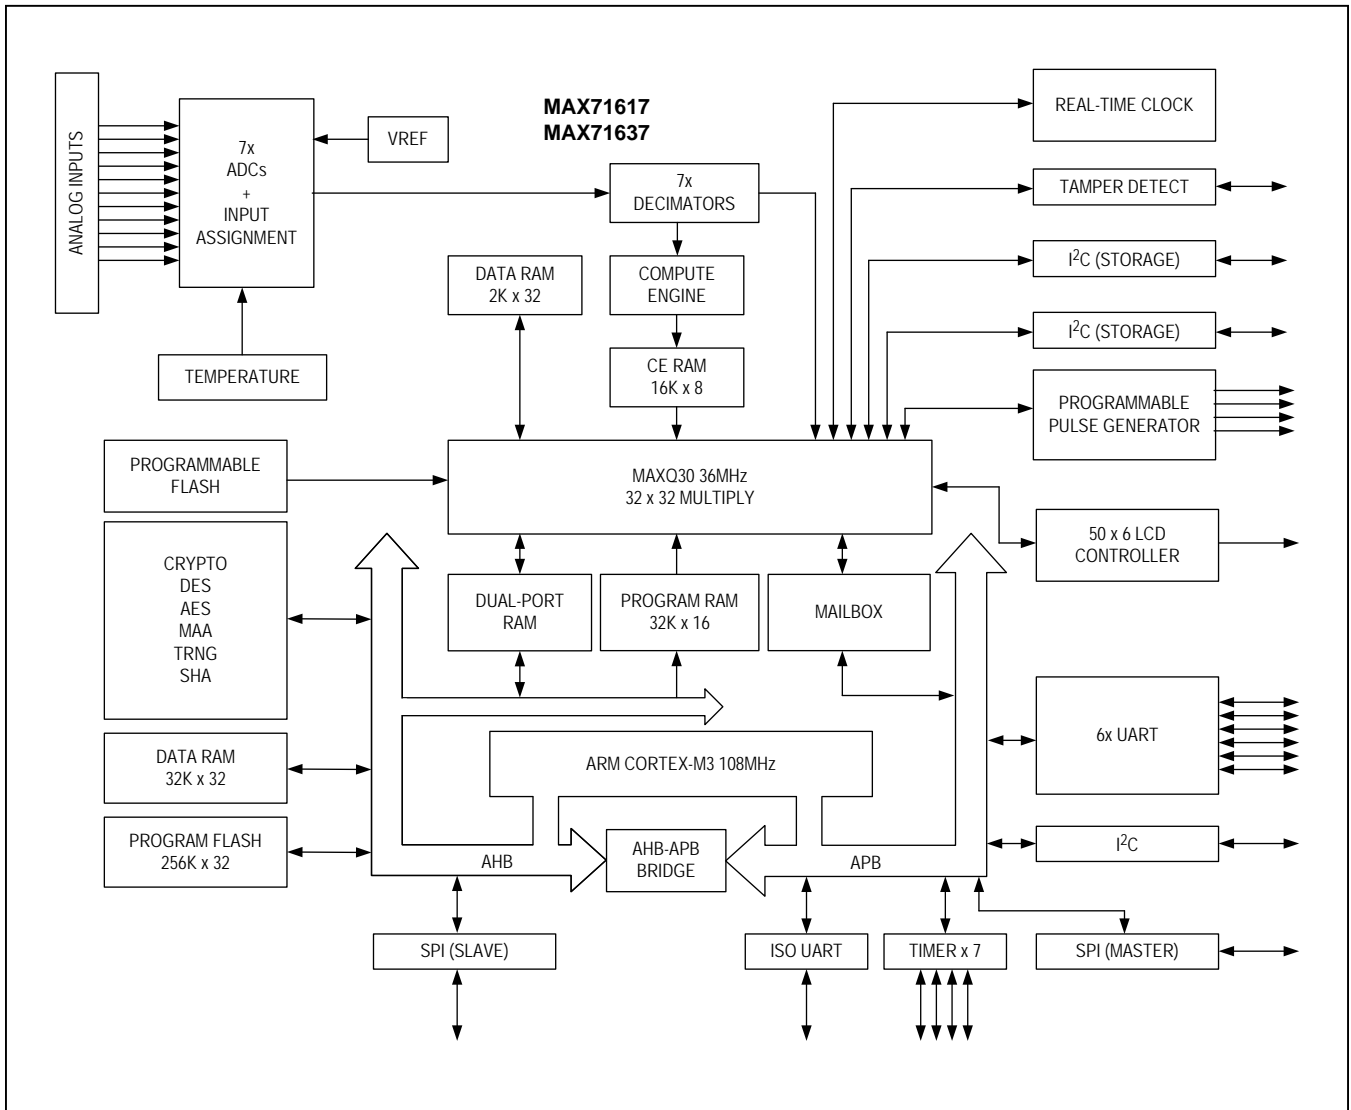 MAX71617
MAX71637
ANALOG INPUTS
7x
ADCs
+
INPUT
ASSIGNMENT
VREF
TEMPERATURE
7x
DECIMATORS
DATA RAM
2K x 32
COMPUTE
ENGINE
CE RAM
16K x 8
REAL-TIME CLOCK
TAMPER DETECT
I²C (STORAGE)
I²C (STORAGE)
PROGRAMMABLE
PULSE GENERATOR
PROGRAMMABLE
FLASH
MAXQ30 36MHz
32 x 32 MULTIPLY
50 x 6 LCD
CONTROLLER
CRYPTO
DES
AES
MAA
TRNG
SHA
DUAL-PORT
RAM
PROGRAM RAM
32K x 16
MAILBOX
6x UART
DATA RAM
32K x 32
ARM CORTEX-M3 108MHz
PROGRAM FLASH
256K x 32
AHB
AHB-APB
BRIDGE
APB
I²C
SPI (SLAVE)
ISO UART
TIMER x 7
SPI (MASTER)